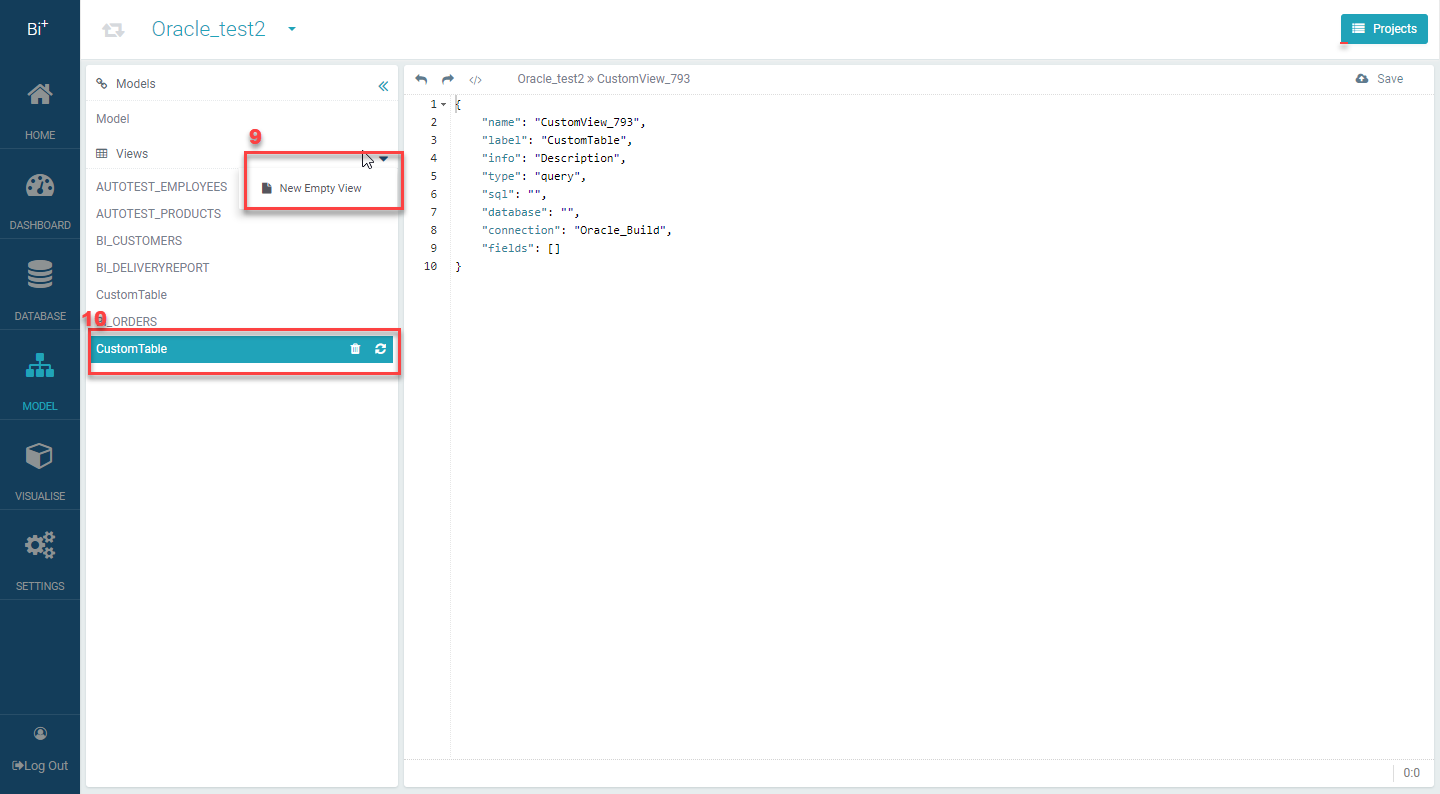 Bi+
Oracle_test2
Projects
HOME
DASHBOARD
DATABASE
MODEL
VISUALISE
SETTINGS
Log Out
Models
Model
9
Views
New Empty View
AUTOTEST_EMPLOYEES
AUTOTEST_PRODUCTS
BI_CUSTOMERS
BI_DELIVERYREPORT
CustomTable
10
_ORDERS
CustomTable
Oracle_test2 » CustomView_793
Save
1 {
2 "name": "CustomView_793",
3 "label": "CustomTable",
4 "info": "Description",
5 "type": "query",
6 "sql": "",
7 "database": "",
8 "connection": "Oracle_Build",
9 "fields": []
10 }
0:0